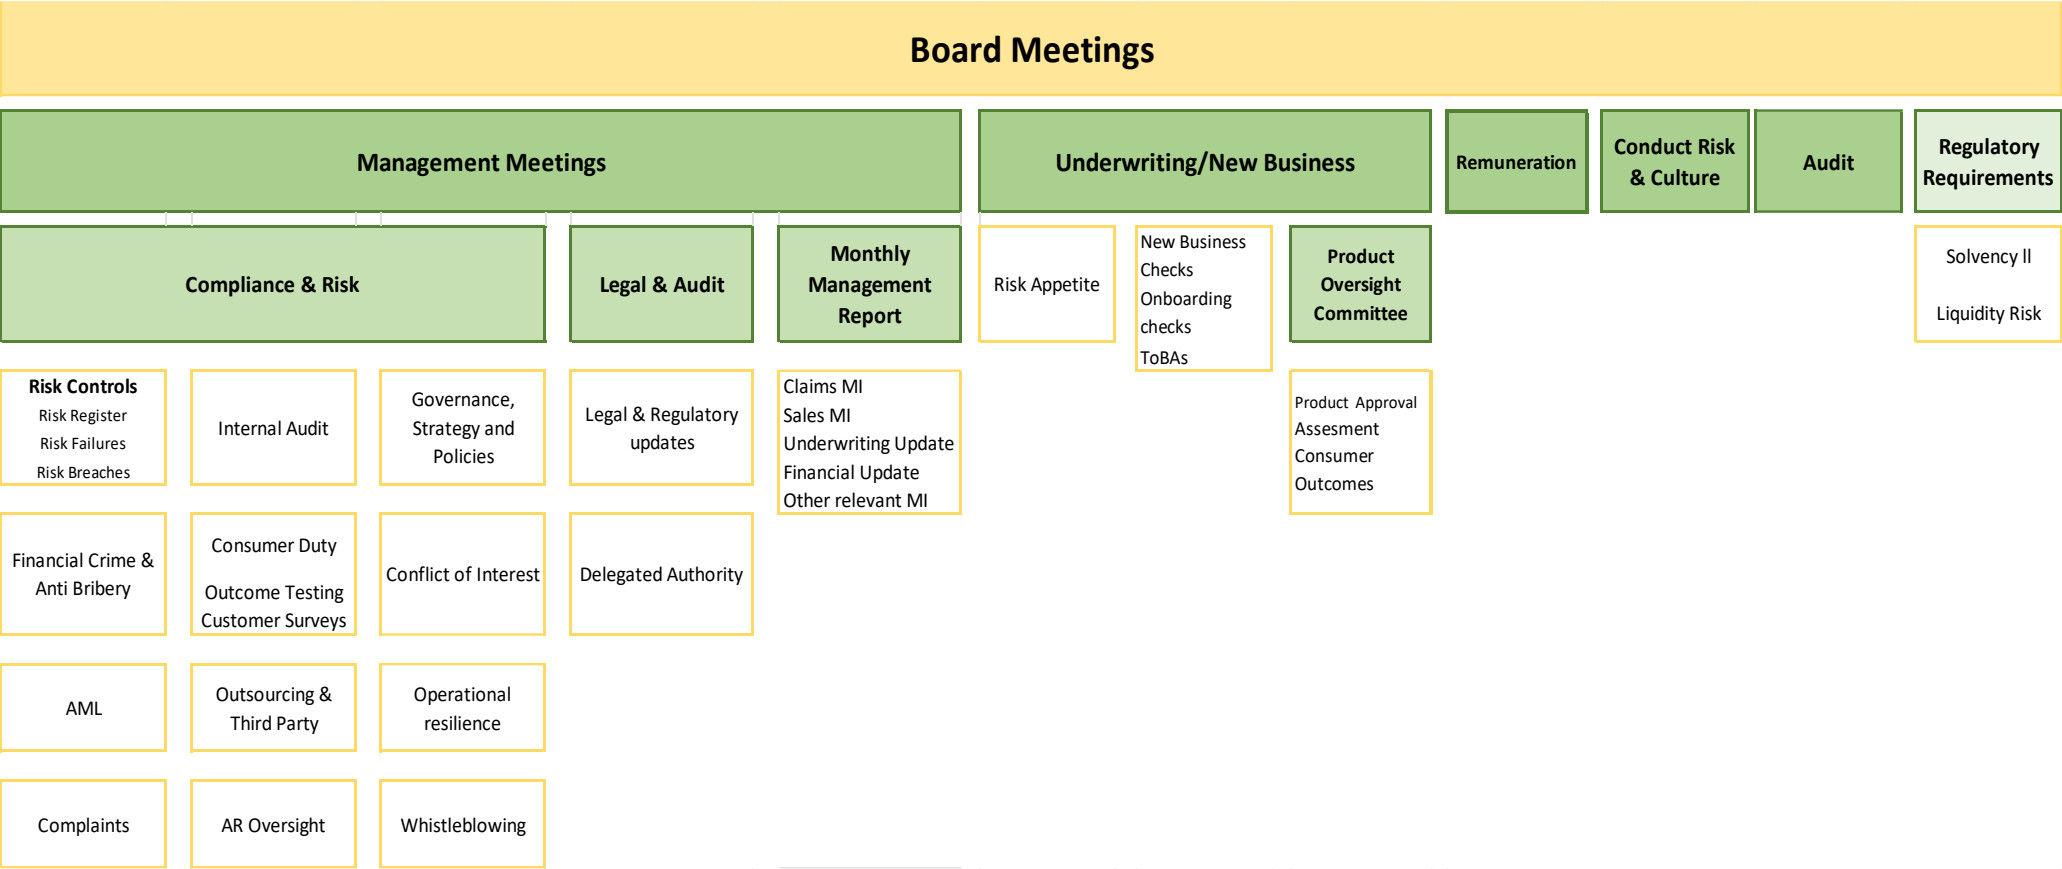 Board Meetings
Management Meetings
Underwriting/New Business
Remuneration
Conduct Risk
& Culture
Audit
Regulatory
Requirements
Compliance & Risk
Legal & Audit
Monthly
Management
Report
Risk Appetite
New Business
Checks
Onboarding
checks
ToBAs
Product
Oversight
Committee
Solvency ll
Liquidity Risk
Risk Controls
Risk Register
Risk Failures
Risk Breaches
Internal Audit
Governance,
Strategy and
Policies
Legal & Regulatory
updates
Claims MI
Sales MI
Underwriting Update
Financial Update
Other relevant MI
Product Approval
Assesment
Consumer
Outcomes
Financial Crime &
Anti Bribery
Consumer Duty
Outcome Testing
Customer Surveys
Conflict of Interest
Delegated Authority
AML
Outsourcing &
Third Party
Operational
resilience
Complaints
AR Oversight
Whistleblowing